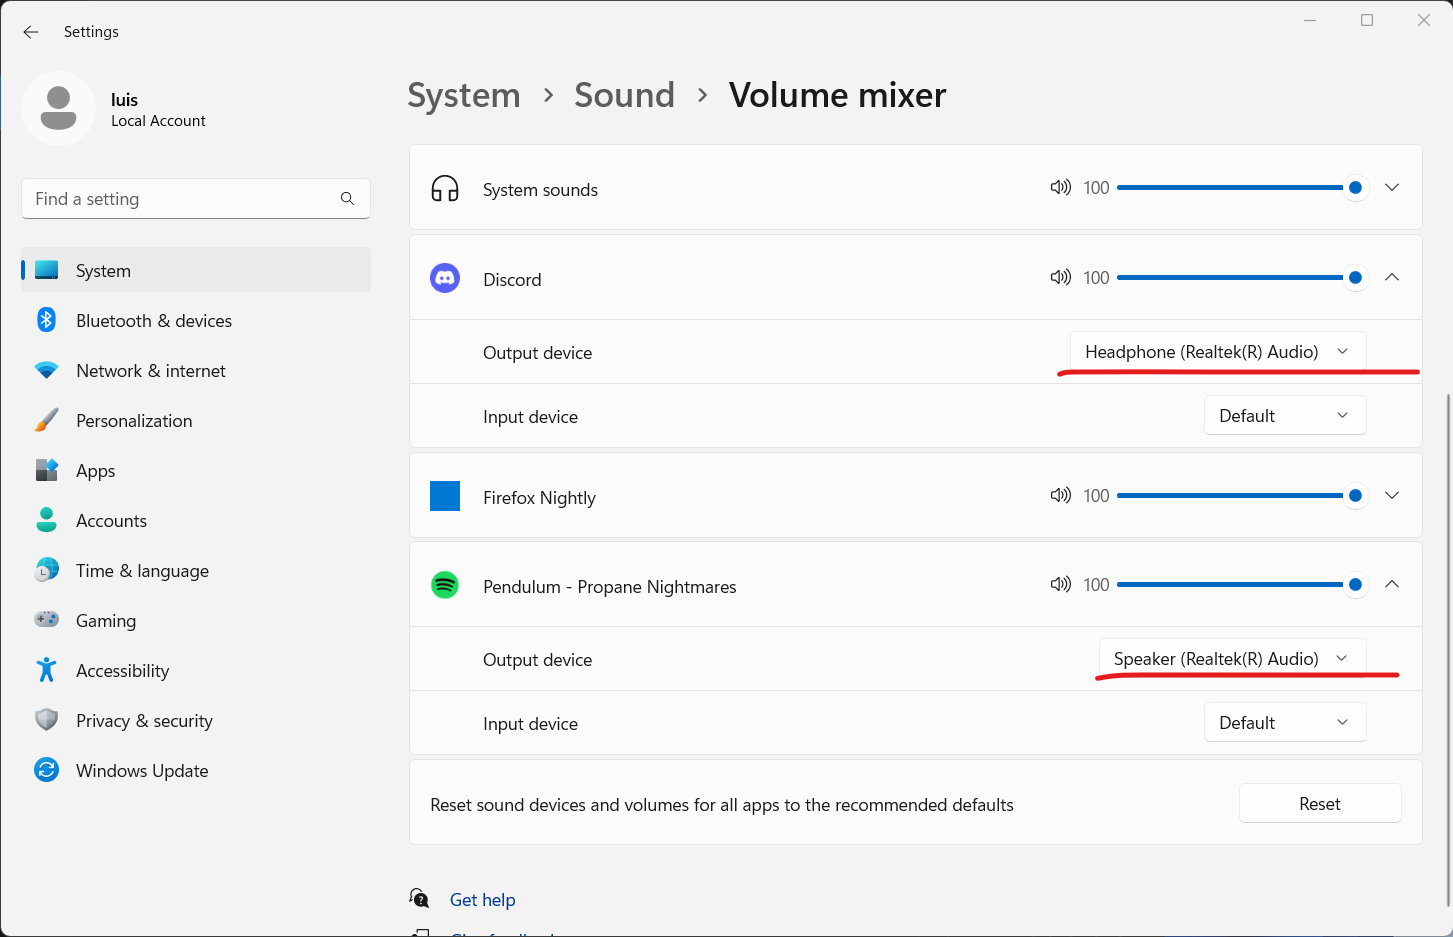 Settings
luis
Local Account
Find a setting
System
Bluetooth & devices
Network & internet
Personalization
Apps
Accounts
Time & language
Gaming
Accessibility
Privacy & security
Windows Update
System > Sound > Volume mixer
System sounds 100
Discord 100
Output device Headphone (Realtek(R) Audio)
Input device Default
Firefox Nightly 100
Pendulum - Propane Nightmares 100
Output device Speaker (Realtek(R) Audio)
Input device Default
Reset sound devices and volumes for all apps to the recommended defaults Reset
Get help